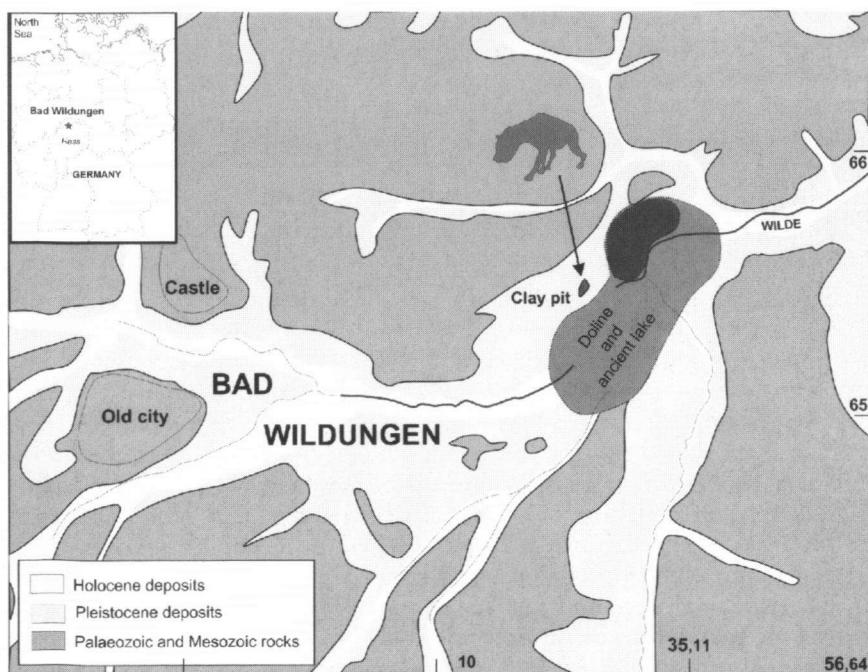 North
Sea
Bad Wildungen
GERMANY
66
WILDE
Castle
Clay pit
Doline
and
ancient lake
BAD
65
Old city
WILDUNGEN
Holocene deposits
Pleistocene deposits
Palaeozoic and Mesozoic rocks
10
35,11
56,64